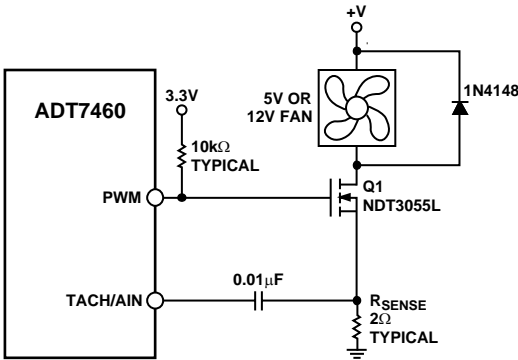 +V
ADT7460
3.3V
5V OR
12V FAN
1N4148
10kΩ
TYPICAL
PWM
Q1
NDT3055L
0.01μF
TACH/AIN
RSENSE
2Ω
TYPICAL